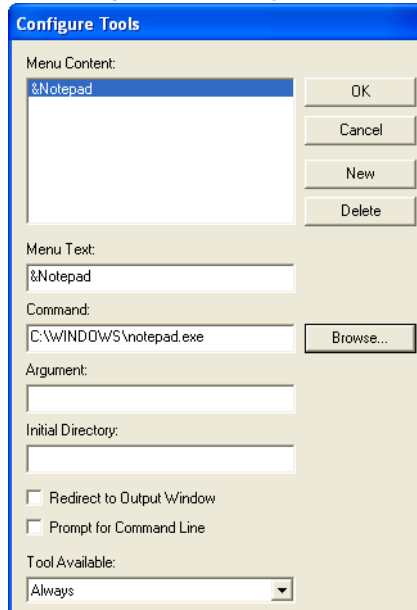 Configure Tools
Menu Content:
&Notepad
OK
Cancel
New
Delete
Menu Text:
&Notepad
Command:
C:\WINDOWS\notepad.exe
Browse...
Argument:
Initial Directory:
Redirect to Output Window
Prompt for Command Line
Tool Available:
Always